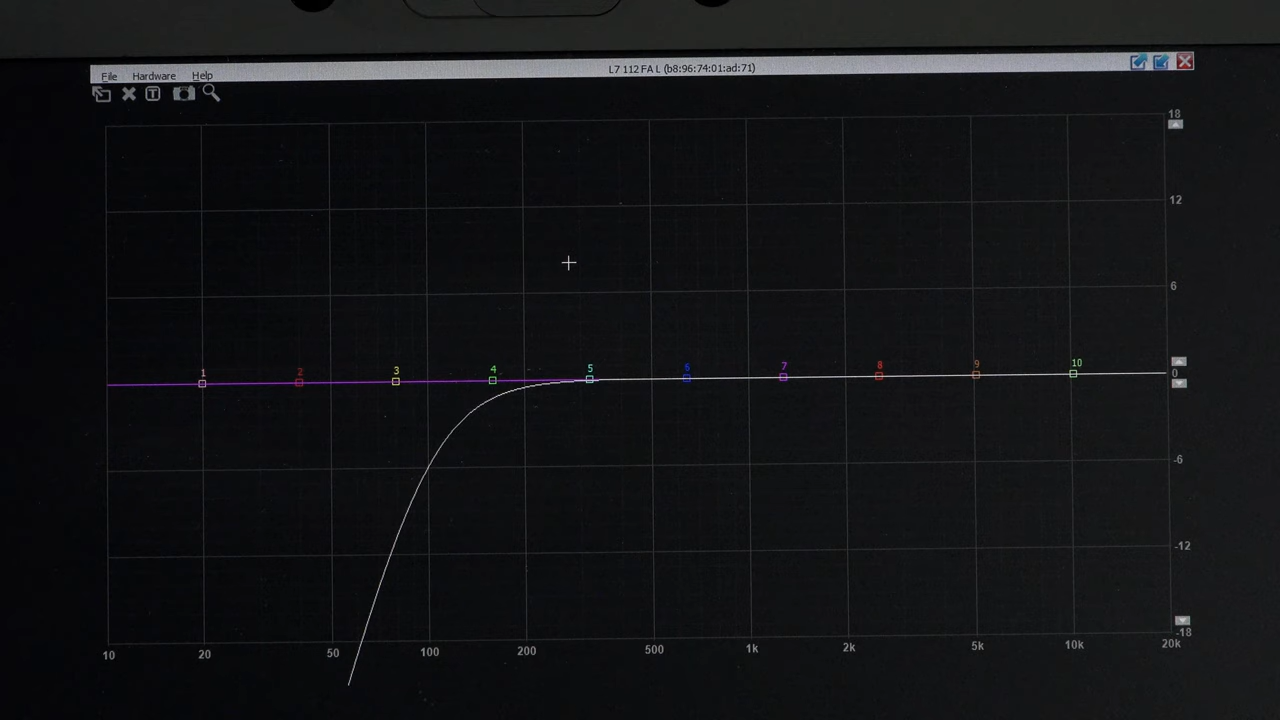 L7 112 FA L (b8:96:74:01:ad:71)
File Hardware Help
T
18
12
6
1 2 3 4 5 6 7 8 9 10
0
-6
-12
-18
10 20 50 100 200 500 1k 2k 5k 10k 20k